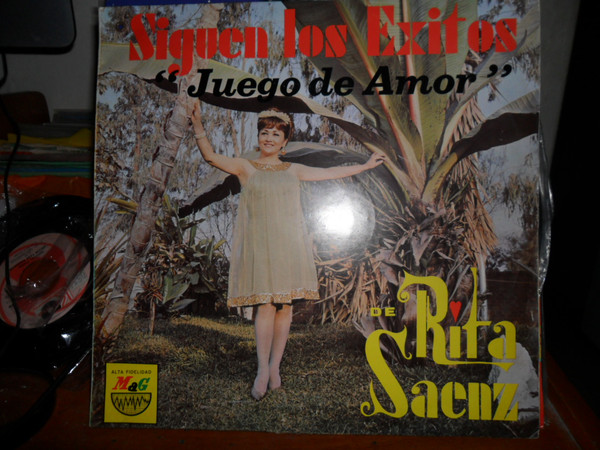 Siguen los Exitos
" Juego de Amor "
DE
Rita
Saenz
ALTA FIDELIDAD
MaG